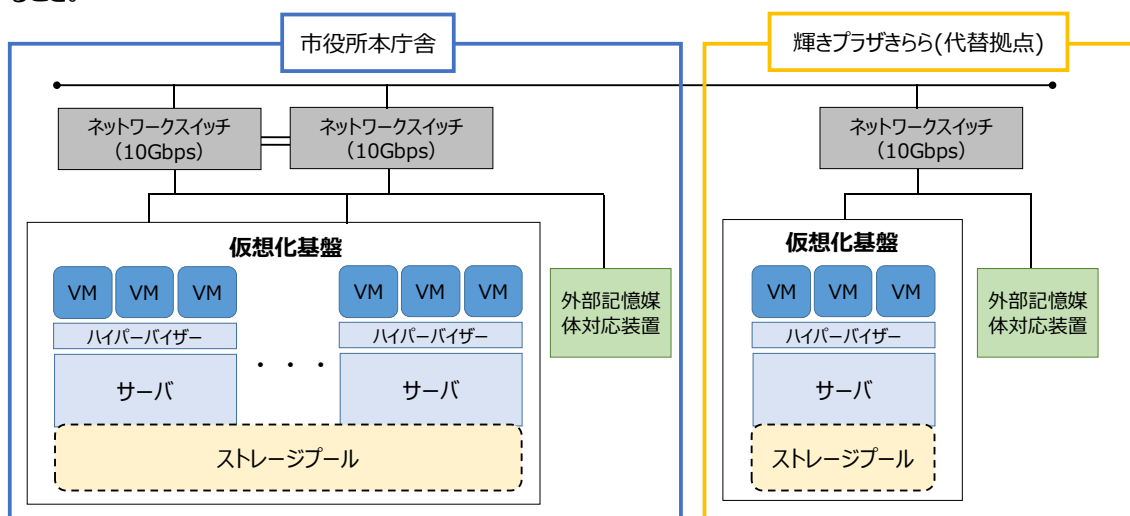 市役所本庁舎
輝きプラザきらら(代替拠点)
ネットワークスイッチ
(10Gbps)
ネットワークスイッチ
(10Gbps)
ネットワークスイッチ
(10Gbps)
仮想化基盤
VM VM VM
VM VM VM
ハイパーバイザー
ハイパーバイザー
サーバ
・・・
サーバ
ストレージプール
外部記憶媒
体対応装置
仮想化基盤
VM VM VM
ハイパーバイザー
サーバ
ストレージプール
外部記憶媒
体対応装置